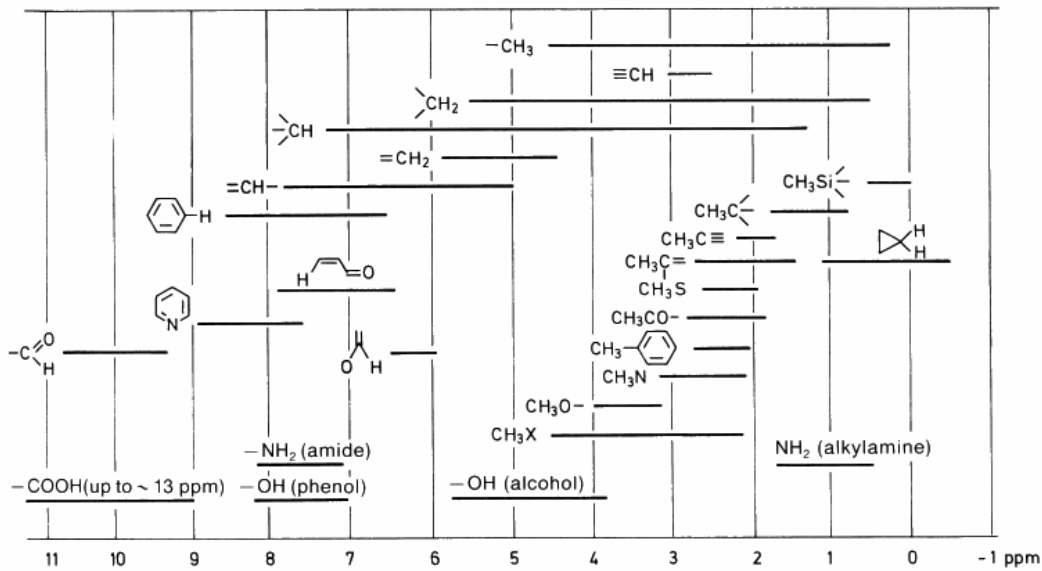 –CH₃
≡CH
CH₂
CH
=CH₂
=CH–
CH₃Si
H
CH₃C
CH₃C≡
H
H
CH₃C=
H
O
CH₃S
N
CH₃CO–
–C
O
H
O
H
CH₃
CH₃N
CH₃O–
CH₃X
–NH₂ (amide)
NH₂ (alkylamine)
–COOH(up to ~ 13 ppm)
–OH (phenol)
–OH (alcohol)
11 10 9 8 7 6 5 4 3 2 1 0 -1 ppm